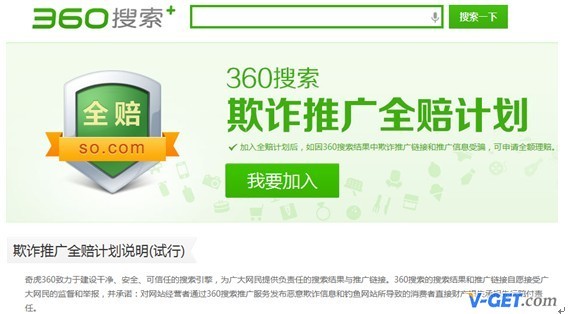 360搜索+
搜索一下
全赔
so.com
360搜索
欺诈推广全赔计划
✓ 加入全赔计划后，如因360搜索结果中欺诈推广链接和推广信息受骗，可申请全额理赔。
我要加入
欺诈推广全赔计划说明(试行)
奇虎360致力于建设干净、安全、可信任的搜索引擎，为广大网民提供负责任的搜索结果与推广链接。360搜索的搜索结果和推广链接自愿接受广
大网民的监督和举报，并承诺：对网站经营者通过360搜索推广服务发布恶意欺诈信息和钓鱼网站所导致的消费者直接财产
责任。
V-GET.com